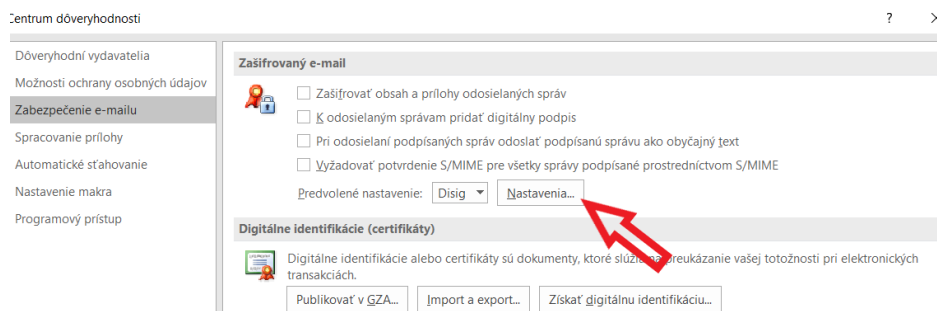 Centrum dôveryhodnosti
?
Dôveryhodní vydavatelia
Možnosti ochrany osobných údajov
Zabezpečenie e-mailu
Spracovanie prílohy
Automatické sťahovanie
Nastavenie makra
Programový prístup
Zašifrovaný e-mail
Zašifrovať obsah a prílohy odosielaných správ
K odosielaným správam pridať digitálny podpis
Pri odosielaní podpísaných správ odoslať podpísanú správu ako obyčajný text
Vyžadovať potvrdenie S/MIME pre všetky správy podpísané prostredníctvom S/MIME
Predvolené nastavenie: Disig Nastavenia...
Digitálne identifikácie (certifikáty)
Digitálne identifikácie alebo certifikáty sú dokumenty, ktoré slúžia na preukázanie vašej totožnosti pri elektronických
transakciách.
Publikovať v GZA... Import a export... Získať digitálnu identifikáciu...